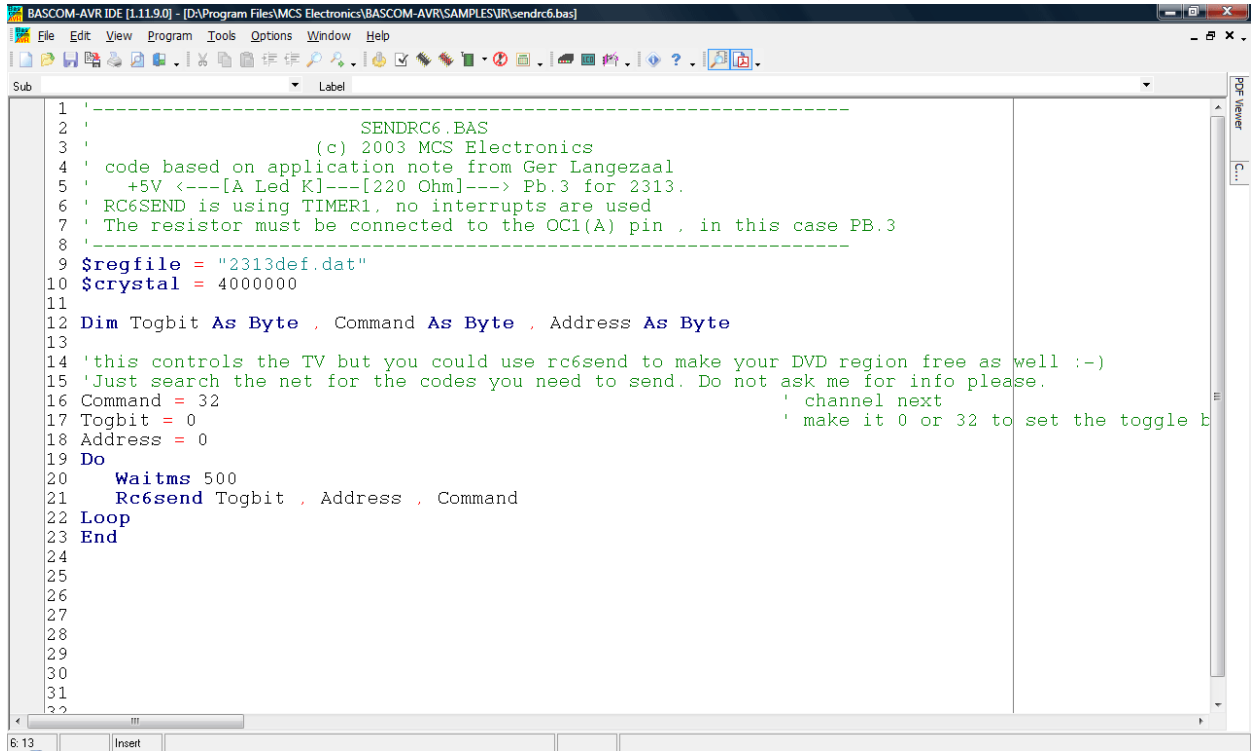 BASCOM-AVR IDE [1.11.9.0] - [D:\Program Files\MCS Electronics\BASCOM-AVR\SAMPLES\IR\sendrc6.bas]
File Edit View Program Tools Options Window Help
Sub Label
PDF Viewer
C...
1 '-----------------------------------------------------------------
2 ' SENDRC6.BAS
3 ' (c) 2003 MCS Electronics
4 ' code based on application note from Ger Langezaal
5 ' +5V <---[A Led K]---[220 Ohm]---> Pb.3 for 2313.
6 ' RC6SEND is using TIMER1, no interrupts are used
7 ' The resistor must be connected to the OC1(A) pin , in this case PB.3
8 '-----------------------------------------------------------------
9 $regfile = "2313def.dat"
10 $crystal = 4000000
11
12 Dim Togbit As Byte , Command As Byte , Address As Byte
13
14 'this controls the TV but you could use rc6send to make your DVD region free as well :-)
15 'Just search the net for the codes you need to send. Do not ask me for info please.
16 Command = 32 ' channel next
17 Togbit = 0 ' make it 0 or 32 to set the toggle b
18 Address = 0
19 Do
20 Waitms 500
21 Rc6send Togbit , Address , Command
22 Loop
23 End
24
25
26
27
28
29
30
31
32
6: 13 Insert